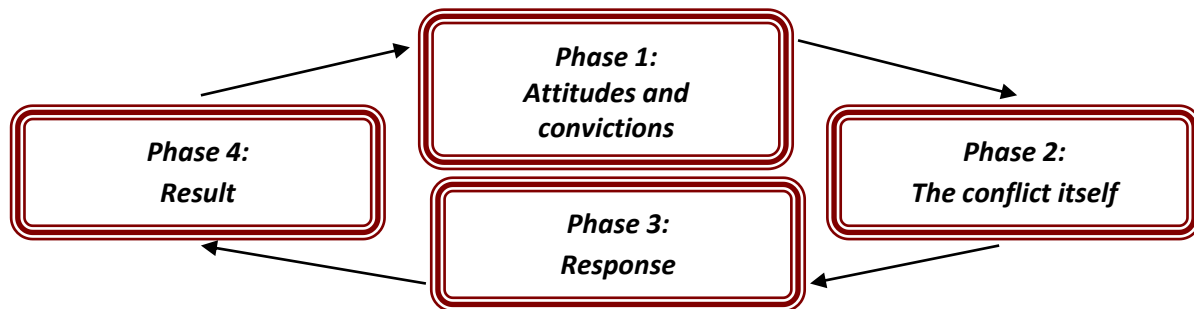 Phase 1:
Attitudes and
convictions
Phase 2:
The conflict itself
Phase 3:
Response
Phase 4:
Result